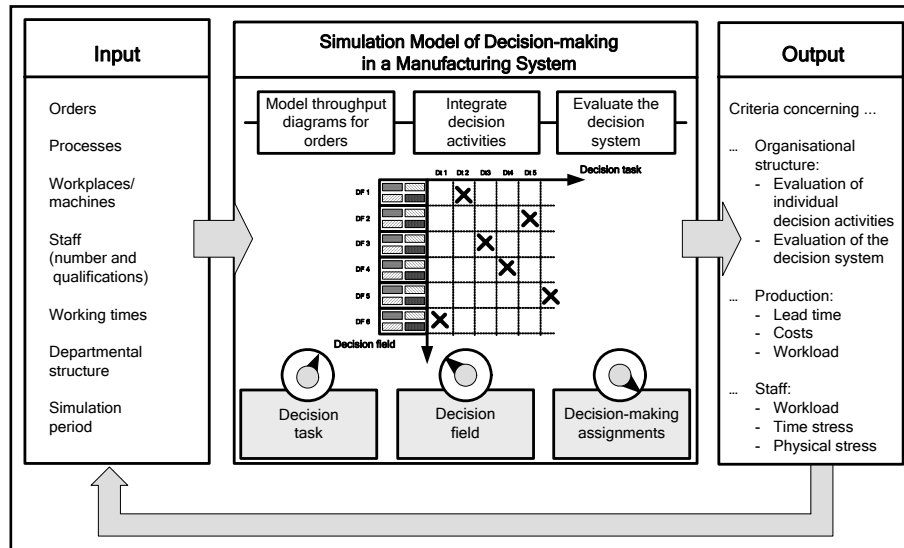 Input
Orders
Processes
Workplaces/
machines
Staff
(number and
qualifications)
Working times
Departmental
structure
Simulation
period
Simulation Model of Decision-making
in a Manufacturing System
Model throughput
diagrams for
orders
Integrate
decision
activities
Evaluate the
decision
system
Dt 1 Dt 2 Dt3 Dt4 Dt 5
Decision task
DF 1
DF 2
DF 3
DF 4
DF 5
DF 6
Decision field
Decision
task
Decision
field
Decision-making
assignments
Output
Criteria concerning ...
... Organisational
structure:
- Evaluation of
individual
decision activities
- Evaluation of the
decision system
... Production:
- Lead time
- Costs
- Workload
... Staff:
- Workload
- Time stress
- Physical stress